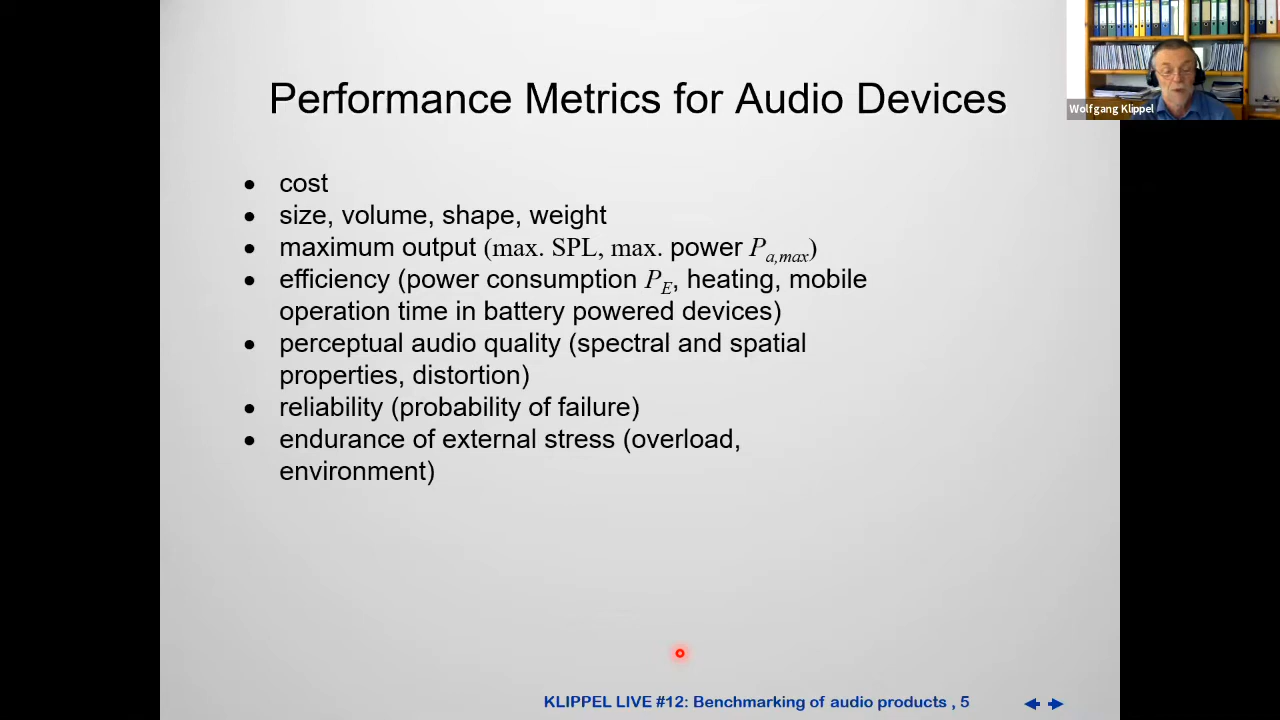 Performance Metrics for Audio Devices
Wolfgang Klippel
• cost
• size, volume, shape, weight
• maximum output (max. SPL, max. power P_a,max)
• efficiency (power consumption P_E, heating, mobile
operation time in battery powered devices)
• perceptual audio quality (spectral and spatial
properties, distortion)
• reliability (probability of failure)
• endurance of external stress (overload,
environment)
KLIPPEL LIVE #12: Benchmarking of audio products , 5